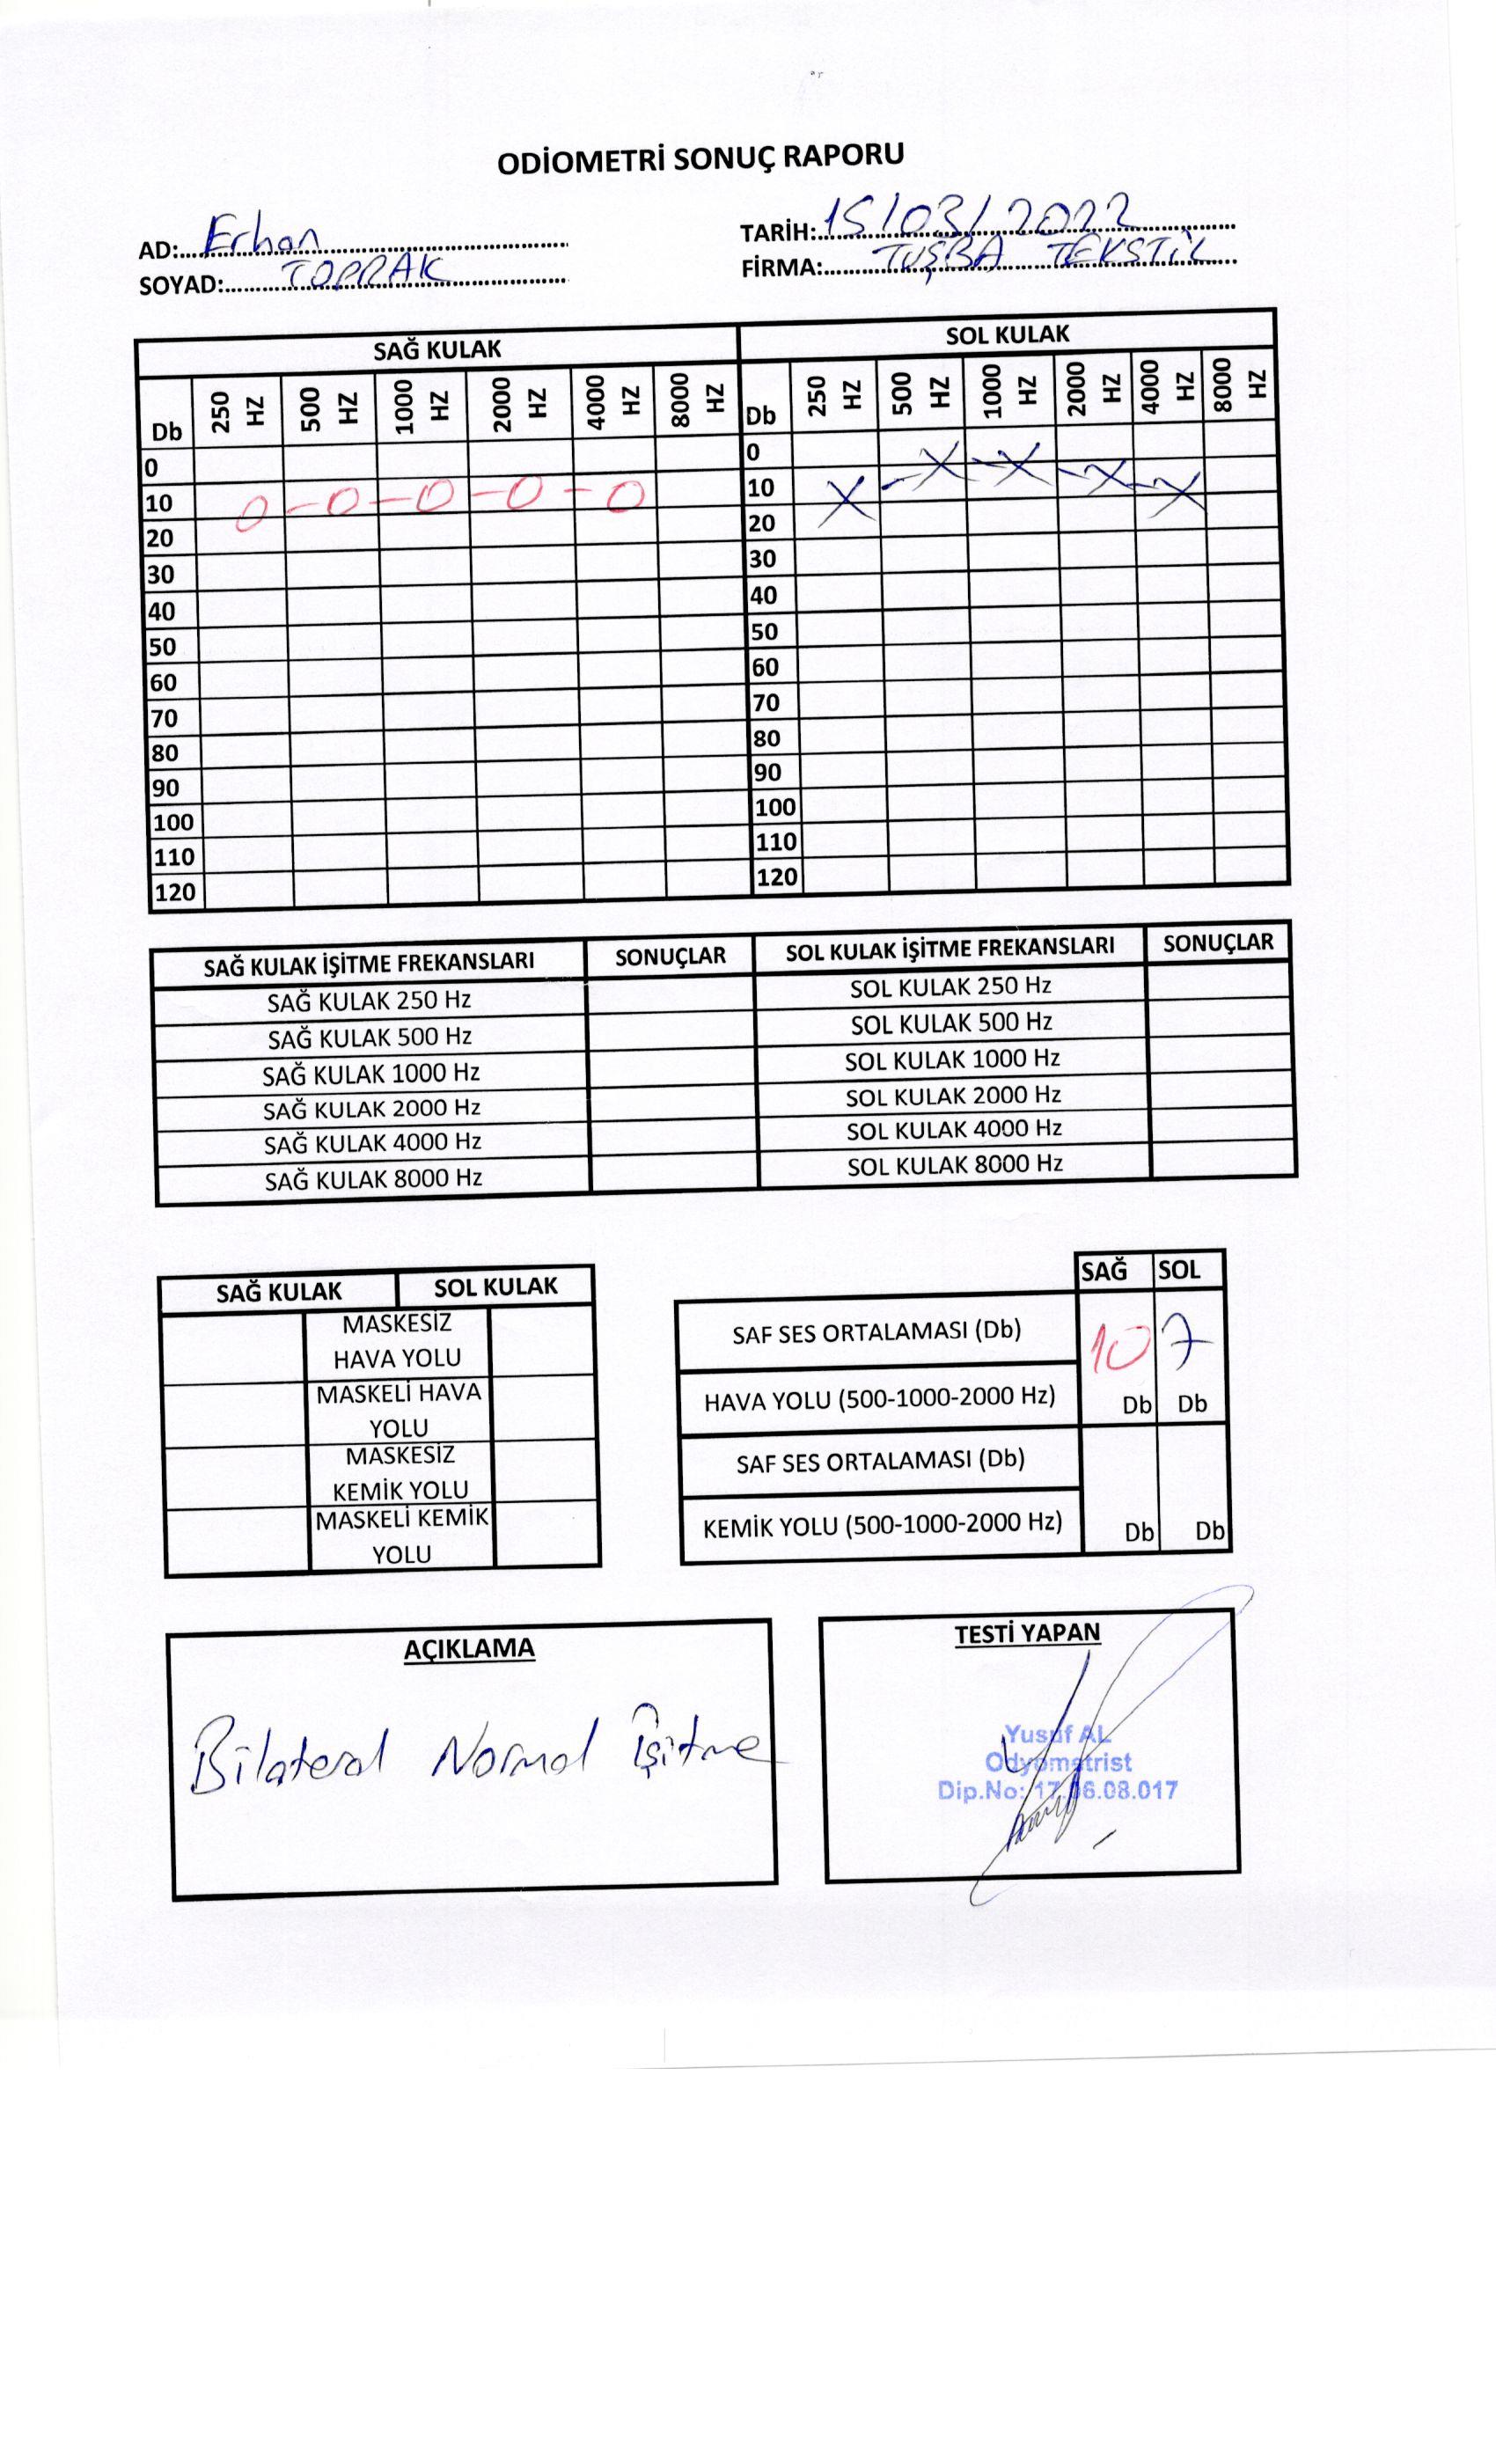 ODİOMETRİ SONUÇ RAPORU
AD: Erhan
SOYAD: TOPRAK
TARİH: 15/03/2022
FİRMA: TUŞBA TEKSTİL
SAĞ KULAK SOL KULAK
Db 250 HZ 500 HZ 1000 HZ 2000 HZ 4000 HZ 8000 HZ Db 250 HZ 500 HZ 1000 HZ 2000 HZ 4000 HZ 8000 HZ
0 0
10 0-0-0-0-0 10 X-X-X-X-X
20 20
30 30
40 40
50 50
60 60
70 70
80 80
90 90
100 100
110 110
120 120
SAĞ KULAK İŞİTME FREKANSLARI SONUÇLAR SOL KULAK İŞİTME FREKANSLARI SONUÇLAR
SAĞ KULAK 250 Hz SOL KULAK 250 Hz
SAĞ KULAK 500 Hz SOL KULAK 500 Hz
SAĞ KULAK 1000 Hz SOL KULAK 1000 Hz
SAĞ KULAK 2000 Hz SOL KULAK 2000 Hz
SAĞ KULAK 4000 Hz SOL KULAK 4000 Hz
SAĞ KULAK 8000 Hz SOL KULAK 8000 Hz
SAĞ KULAK SOL KULAK
MASKESİZ
HAVA YOLU
MASKELİ HAVA
YOLU
MASKESİZ
KEMİK YOLU
MASKELİ KEMİK
YOLU
SAĞ SOL
SAF SES ORTALAMASI (Db) 10 7
HAVA YOLU (500-1000-2000 Hz) Db Db
SAF SES ORTALAMASI (Db)
KEMİK YOLU (500-1000-2000 Hz) Db Db
AÇIKLAMA
Bilateral Normal İşitme
TESTİ YAPAN
Yusuf AL
Odyometrist
Dip.No: 17.06.08.017